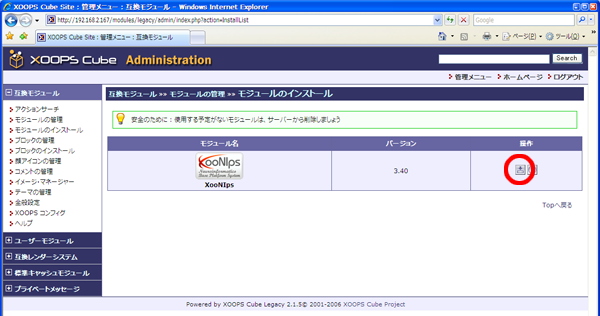 XOOPS Cube Site : 管理メニュー : 互換モジュール - Windows Internet Explorer
http://192.168.2.167/modules/legacy/admin/index.php?action=InstallList
Google
XOOPS Cube Site : 管理メニュー : 互換モジュール
ページ(P)
ツール(O)
XOOPS Cube Administration
Search
管理メニュー
ホームページ
ログアウト
互換モジュール
互換モジュール »» モジュールの管理 »» モジュールのインストール
アクションサーチ
モジュールの管理
モジュールのインストール
ブロックの管理
ブロックのインストール
顔アイコンの管理
コメントの管理
イメージ・マネージャー
テーマの管理
全般設定
XOOPS コンフィグ
ヘルプ
ユーザーモジュール
互換レンダーシステム
標準キャッシュモジュール
プライベートメッセージ
安全のために : 使用する予定がないモジュールは、サーバーから削除しましょう
モジュール名
バージョン
操作
XooNIps
Neuroinformatics
Base Platform System
XooNIps
3.40
Topへ戻る
Powered by XOOPS Cube Legacy 2.1.5© 2001-2006 XOOPS Cube Project